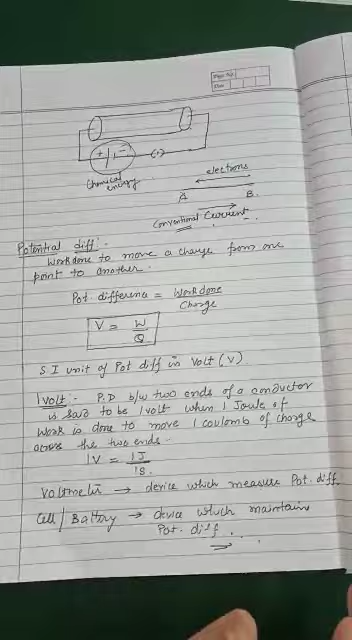 Page No.
Date
+ -
(·)
Chemical
energy
electrons
A B
Conventional Current
Potential diff :-
Work done to move a charge from one
point to another.
Pot. difference = Work done
Charge
V = W
Q
S I unit of Pot diff in Volt (V)
1 volt :- P.D b/w two ends of a conductor
is said to be 1 volt when 1 Joule of
work is done to move 1 coulomb of charge
across the two ends.
1V = 1J
Voltmeter → device which measure Pot. diff.
Cell / Battery → device which maintains
Pot. diff.